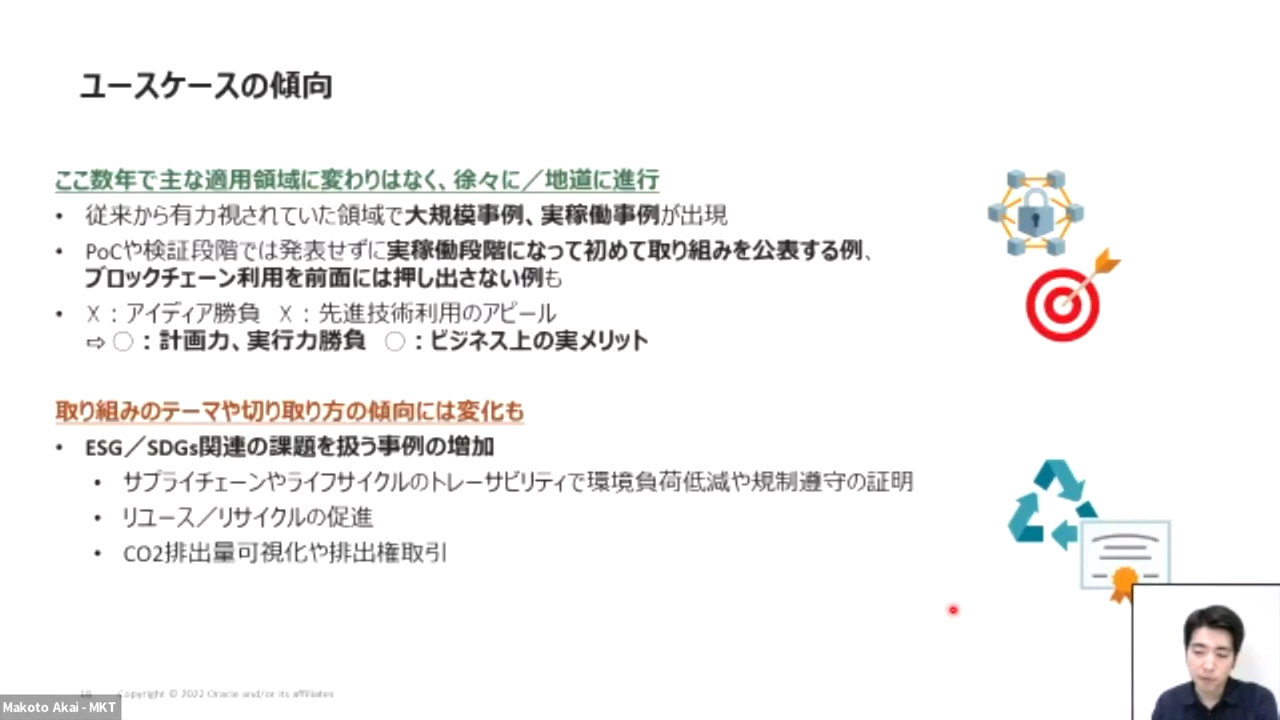 ユースケースの傾向
ここ数年で主な適用領域に変わりはなく、徐々に／地道に進行
• 従来から有力視されていた領域で大規模事例、実稼働事例が出現
• PoCや検証段階では発表せずに実稼働段階になって初めて取り組みを公表する例、
ブロックチェーン利用を前面には押し出さない例も
• ☓：アイディア勝負 ☓：先進技術利用のアピール
⇨ ○：計画力、実行力勝負 ○：ビジネス上の実メリット
取り組みのテーマや切り取り方の傾向には変化も
• ESG／SDGs関連の課題を扱う事例の増加
• サプライチェーンやライフサイクルのトレーサビリティで環境負荷低減や規制遵守の証明
• リユース／リサイクルの促進
• CO2排出量可視化や排出権取引
Copyright © 2022 Oracle and/or its affiliates
Makoto Akai - MKT